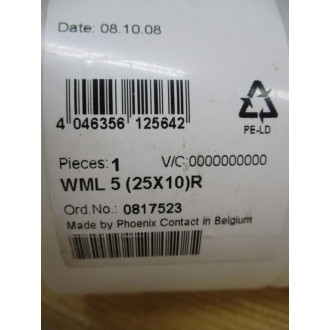 Date: 08.10.08
4 046356 125642
PE-LD
Pieces: 1 V/C:0000000000
WML 5 (25X10)R
Ord.No.: 0817523
Made by Phoenix Contact in Belgium